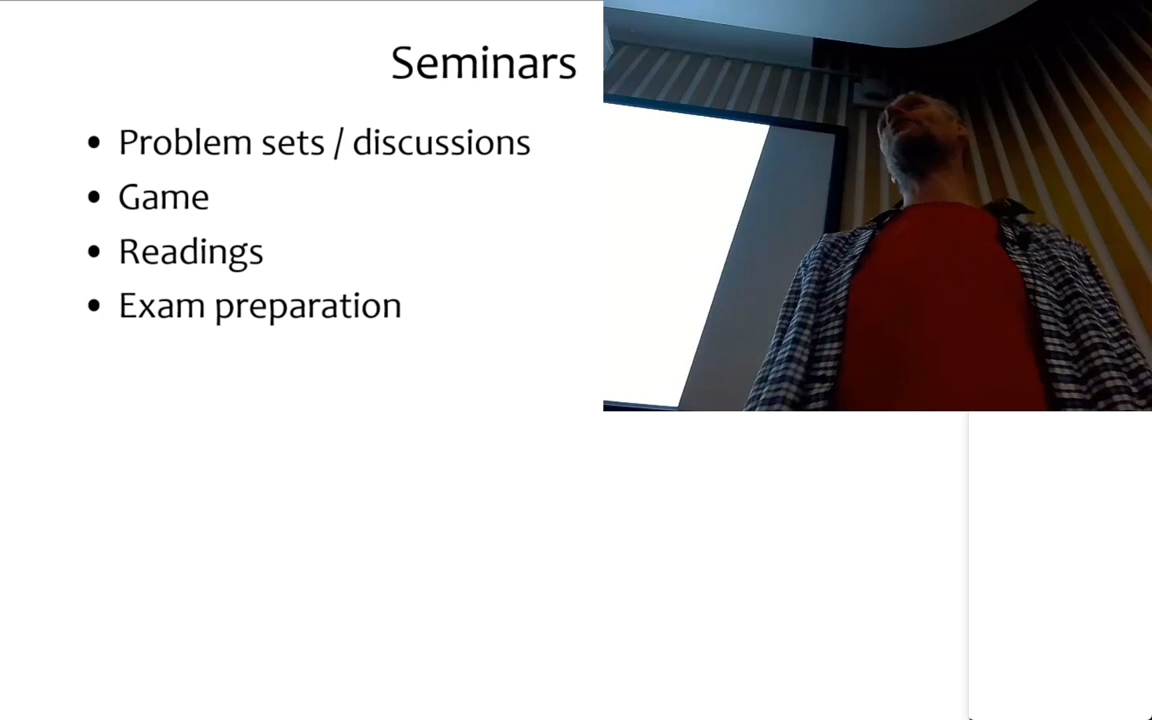 Seminars
• Problem sets / discussions
• Game
• Readings
• Exam preparation